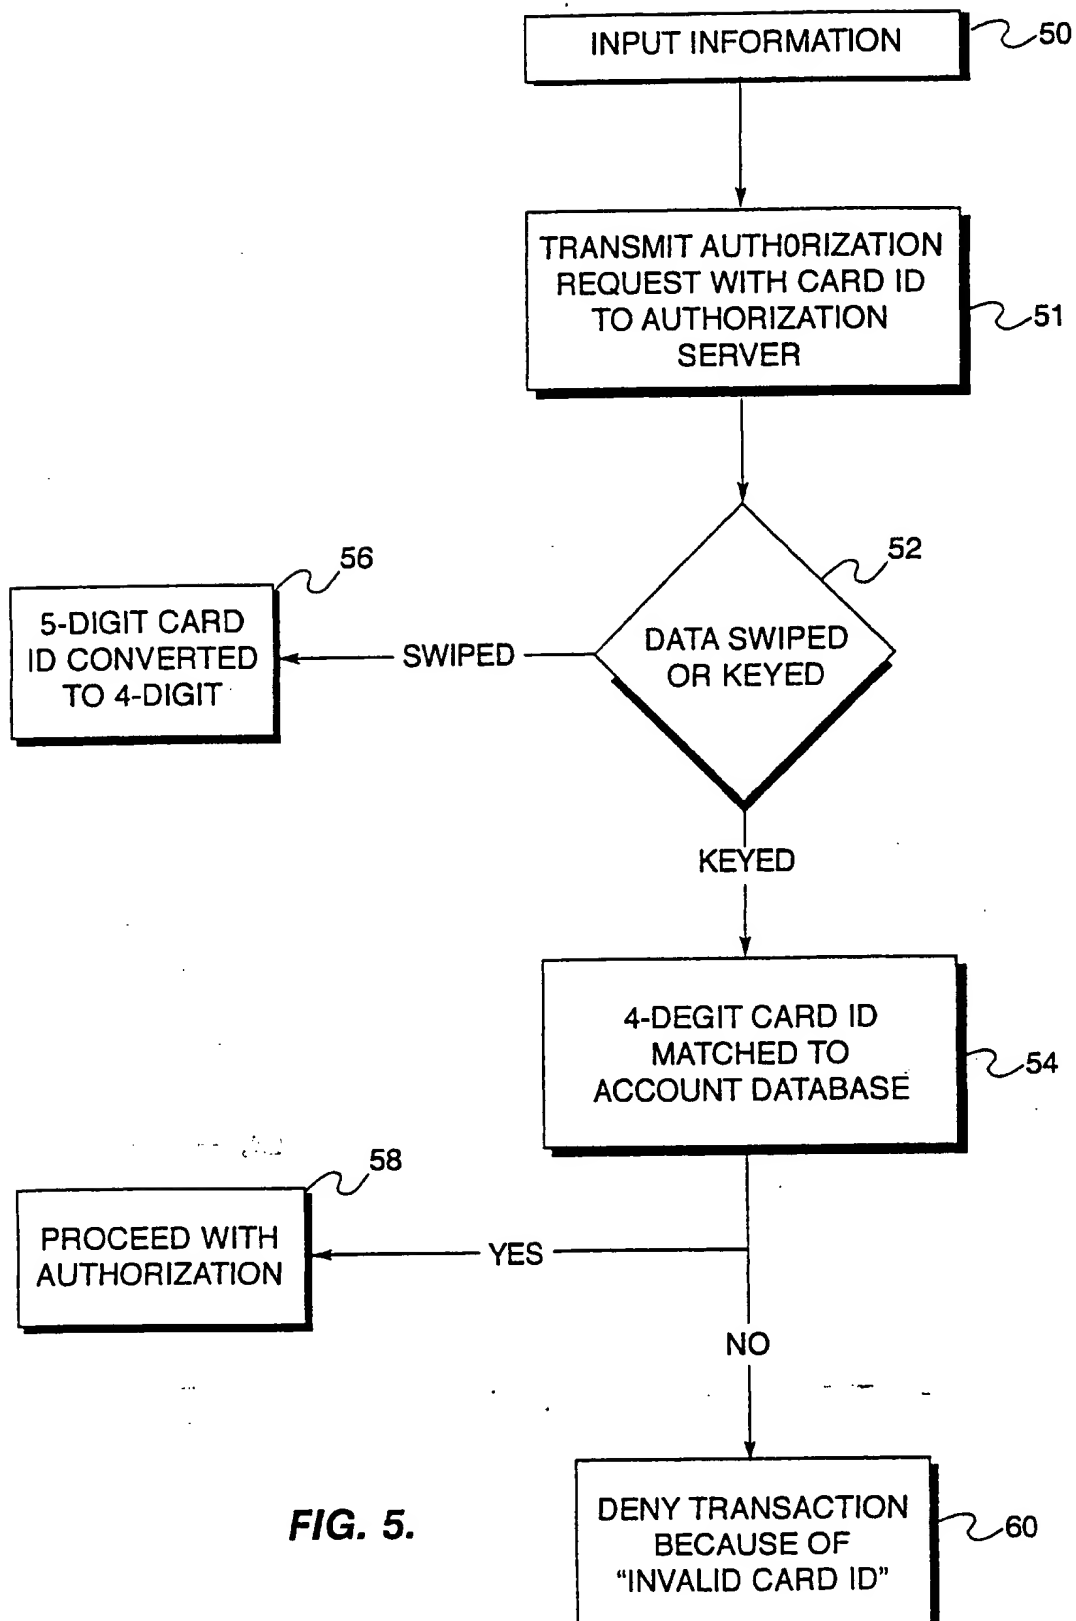 INPUT INFORMATION
50
TRANSMIT AUTH0RIZATION
REQUEST WITH CARD ID
TO AUTHORIZATION
SERVER
51
52
DATA SWIPED
OR KEYED
SWIPED
56
5-DIGIT CARD
ID CONVERTED
TO 4-DIGIT
KEYED
4-DEGIT CARD ID
MATCHED TO
ACCOUNT DATABASE
54
YES
58
PROCEED WITH
AUTHORIZATION
NO
DENY TRANSACTION
BECAUSE OF
“INVALID CARD ID”
60
FIG. 5.